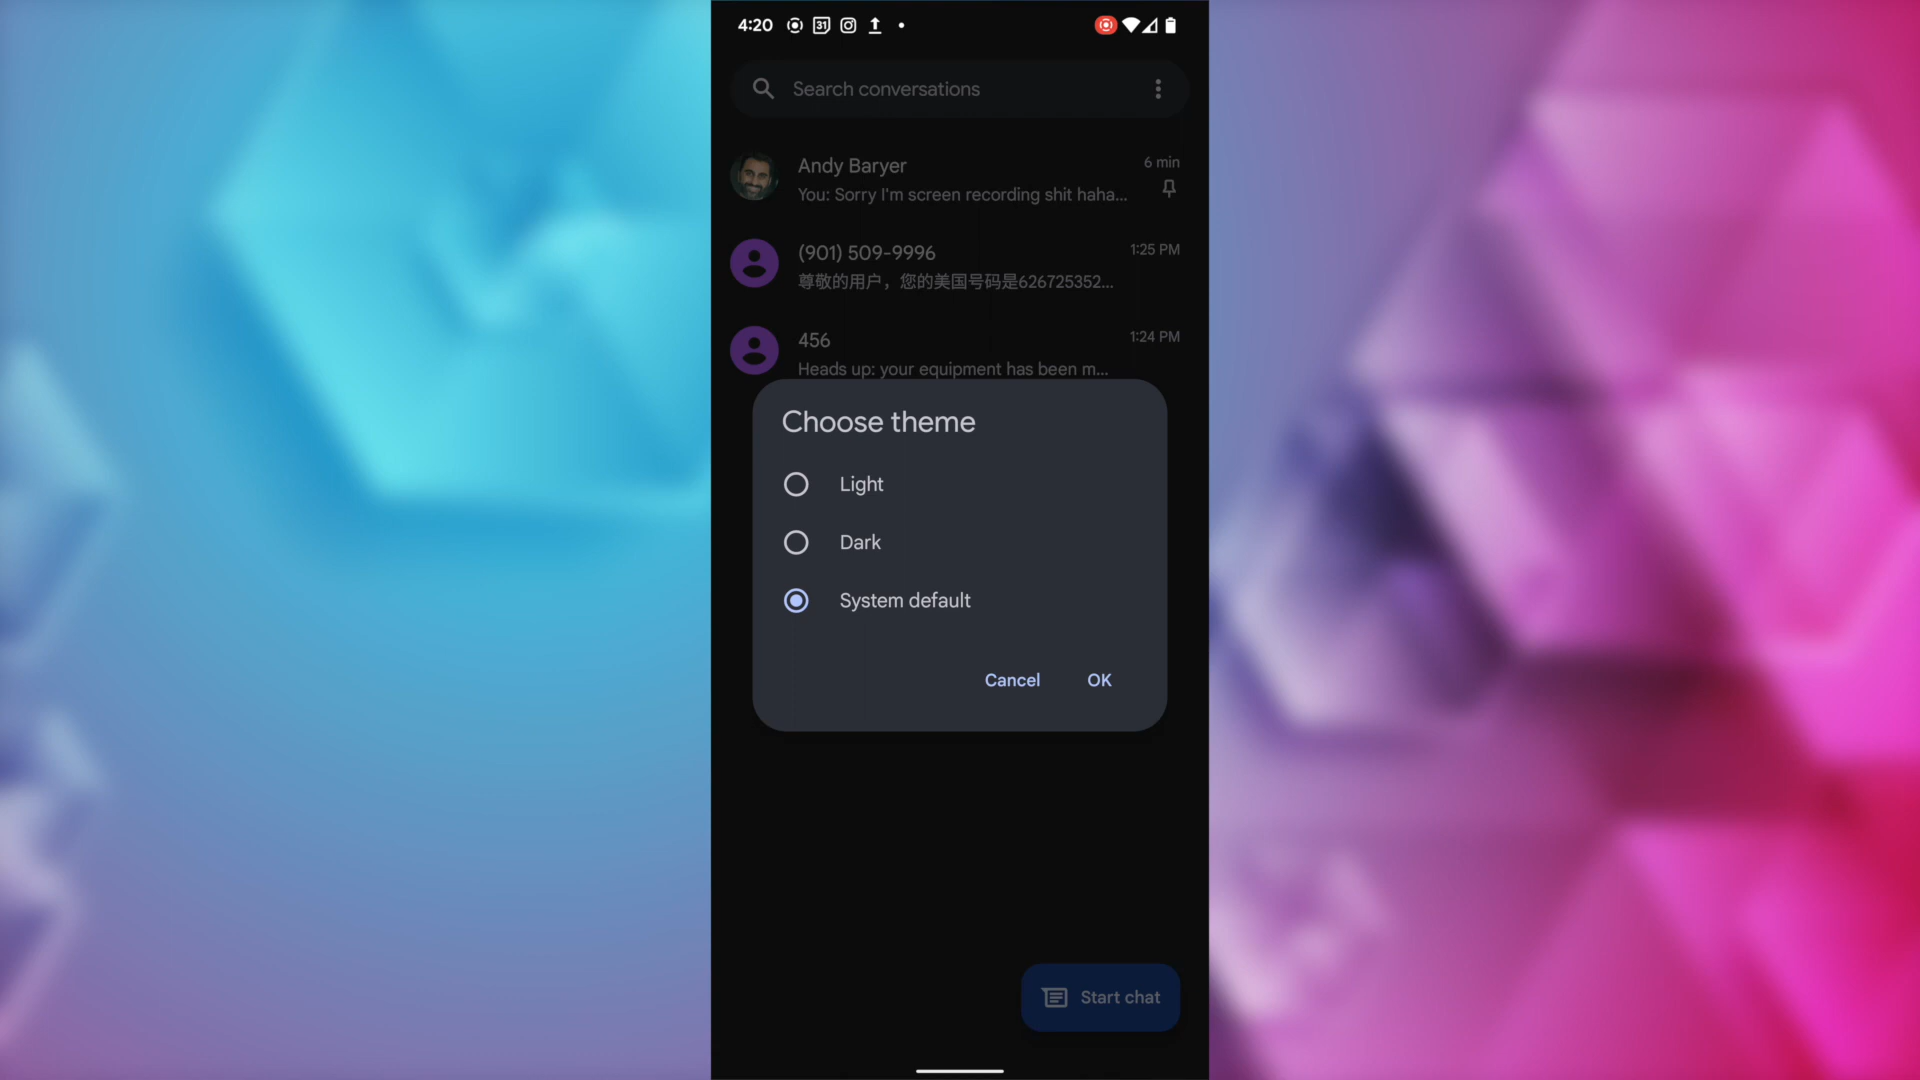 4:20
31
Search conversations
Andy Baryer
6 min
You: Sorry I'm screen recording shit haha...
(901) 509-9996
1:25 PM
尊敬的用户，您的美国号码是626725352...
456
1:24 PM
Heads up: your equipment has been m...
Choose theme
Light
Dark
System default
Cancel OK
Start chat